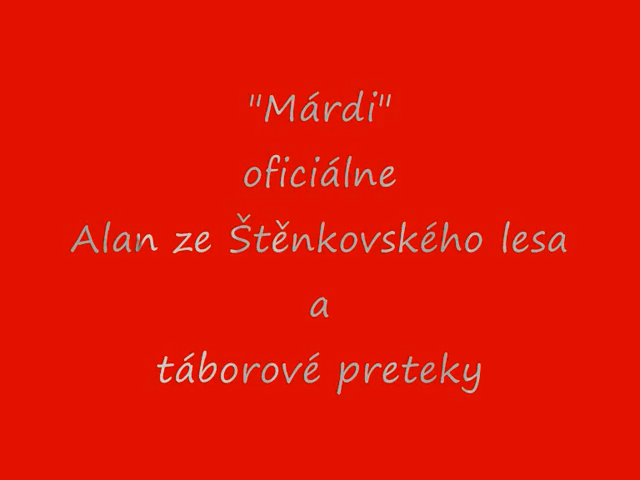 "Márdi"
oficiálne
Alan ze Štěnkovského lesa
a
táborové preteky